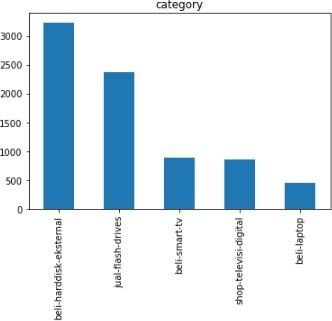 category
3000
2500
2000
1500
1000
500
0
beli-harddisk-eksternal
jual-flash-drives
beli-smart-tv
shop-televisi-digital
beli-laptop